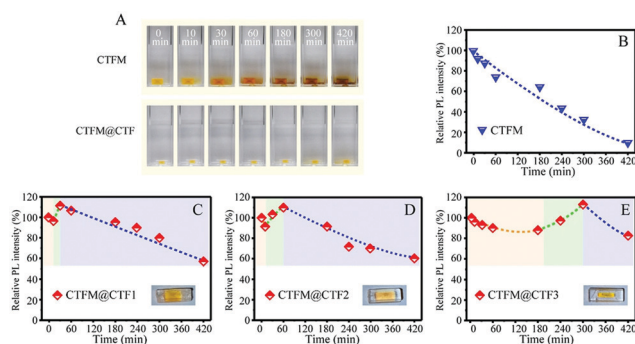 A
0 min 10 min 30 min 60 min 180 min 300 min 420 min
CTFM
CTFM@CTF
B
Relative PL intensity (%)
120
100
80
60
40
20
0
CTFM
0 60 120 180 240 300 360 420
Time (min)
C
Relative PL intensity (%)
120
100
80
60
40
20
0
CTFM@CTF1
0 60 120 180 240 300 360 420
Time (min)
D
Relative PL intensity (%)
120
100
80
60
40
20
0
CTFM@CTF2
0 60 120 180 240 300 360 420
Time (min)
E
Relative PL intensity (%)
120
100
80
60
40
20
0
CTFM@CTF3
0 60 120 180 240 300 360 420
Time (min)